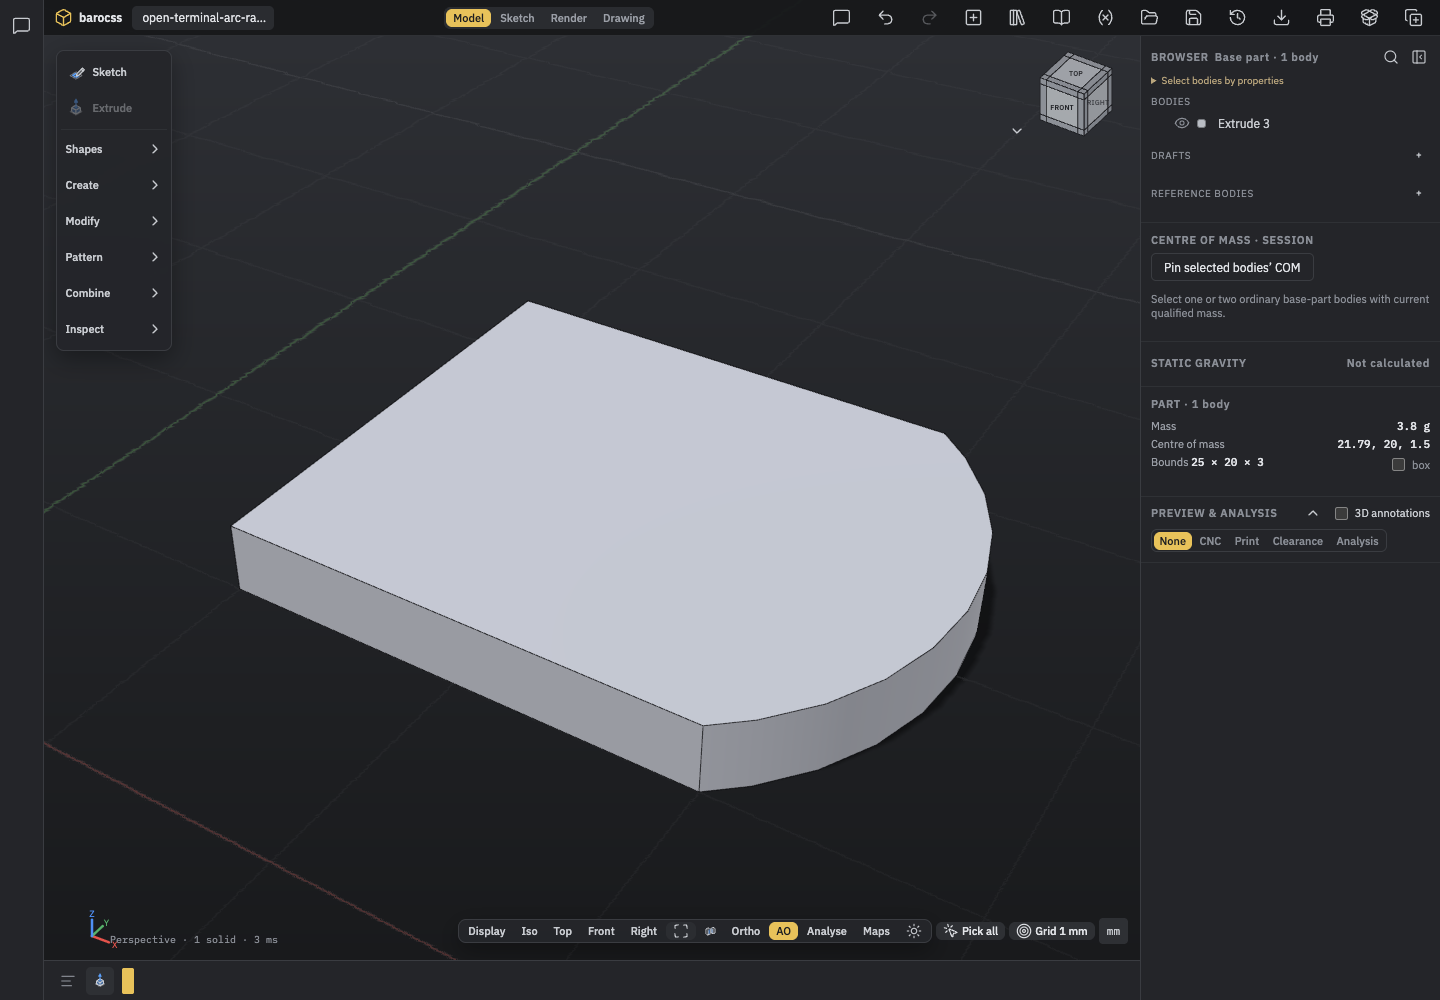 barocss
open-terminal-arc-ra...
Model Sketch Render Drawing
Sketch
Extrude
Shapes
Create
Modify
Pattern
Combine
Inspect
TOP
FRONT
RIGHT
BROWSER Base part · 1 body
Select bodies by properties
BODIES
Extrude 3
DRAFTS
REFERENCE BODIES
CENTRE OF MASS · SESSION
Pin selected bodies' COM
Select one or two ordinary base-part bodies with current
qualified mass.
STATIC GRAVITY Not calculated
PART · 1 body
Mass 3.8 g
Centre of mass 21.79, 20, 1.5
Bounds 25 × 20 × 3 box
PREVIEW & ANALYSIS 3D annotations
None CNC Print Clearance Analysis
Z
Y
X
Perspective · 1 solid · 3 ms
Display Iso Top Front Right Ortho AO Analyse Maps Pick all Grid 1 mm mm